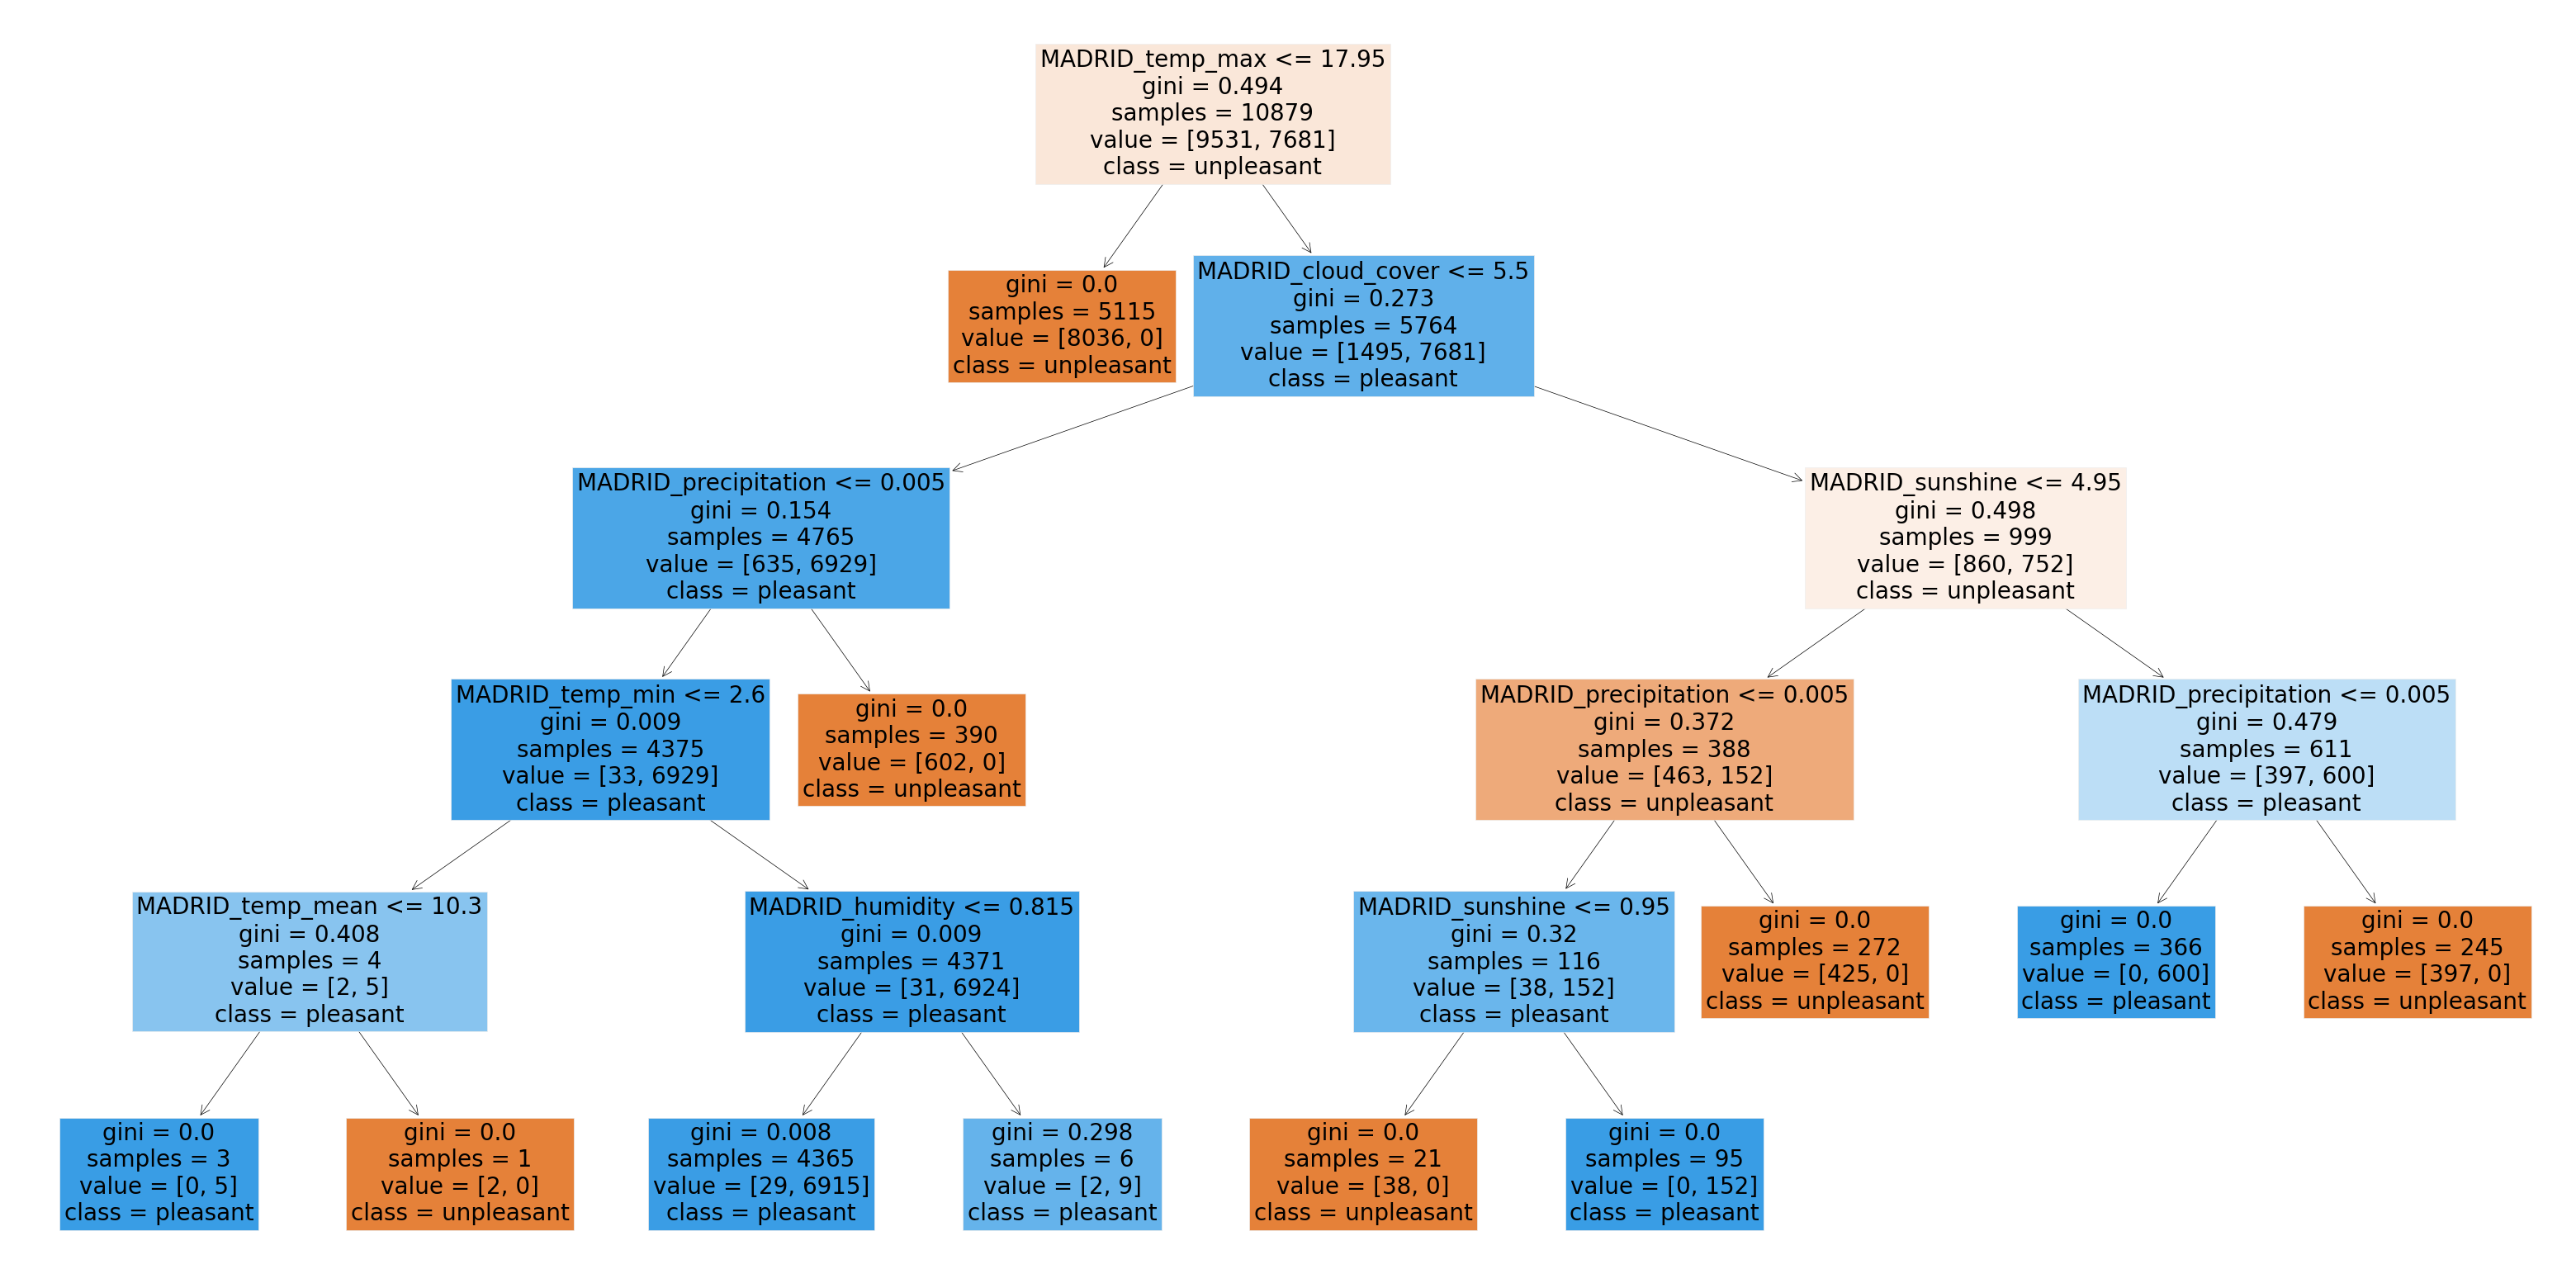 MADRID_temp_max <= 17.95
gini = 0.494
samples = 10879
value = [9531, 7681]
class = unpleasant
gini = 0.0
samples = 5115
value = [8036, 0]
class = unpleasant
MADRID_cloud_cover <= 5.5
gini = 0.273
samples = 5764
value = [1495, 7681]
class = pleasant
MADRID_precipitation <= 0.005
gini = 0.154
samples = 4765
value = [635, 6929]
class = pleasant
MADRID_sunshine <= 4.95
gini = 0.498
samples = 999
value = [860, 752]
class = unpleasant
MADRID_temp_min <= 2.6
gini = 0.009
samples = 4375
value = [33, 6929]
class = pleasant
gini = 0.0
samples = 390
value = [602, 0]
class = unpleasant
MADRID_precipitation <= 0.005
gini = 0.372
samples = 388
value = [463, 152]
class = unpleasant
MADRID_precipitation <= 0.005
gini = 0.479
samples = 611
value = [397, 600]
class = pleasant
MADRID_temp_mean <= 10.3
gini = 0.408
samples = 4
value = [2, 5]
class = pleasant
MADRID_humidity <= 0.815
gini = 0.009
samples = 4371
value = [31, 6924]
class = pleasant
MADRID_sunshine <= 0.95
gini = 0.32
samples = 116
value = [38, 152]
class = pleasant
gini = 0.0
samples = 272
value = [425, 0]
class = unpleasant
gini = 0.0
samples = 366
value = [0, 600]
class = pleasant
gini = 0.0
samples = 245
value = [397, 0]
class = unpleasant
gini = 0.0
samples = 3
value = [0, 5]
class = pleasant
gini = 0.0
samples = 1
value = [2, 0]
class = unpleasant
gini = 0.008
samples = 4365
value = [29, 6915]
class = pleasant
gini = 0.298
samples = 6
value = [2, 9]
class = pleasant
gini = 0.0
samples = 21
value = [38, 0]
class = unpleasant
gini = 0.0
samples = 95
value = [0, 152]
class = pleasant